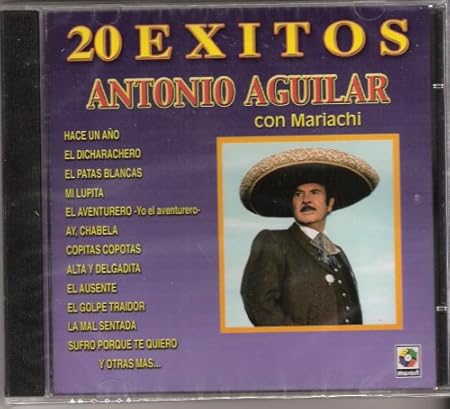 20 EXITOS
ANTONIO AGUILAR
con Mariachi
HACE UN AÑO
EL DICHARACHERO
EL PATAS BLANCAS
MI LUPITA
EL AVENTURERO -Yo el aventurero-
AY, CHABELA
COPITAS COPOTAS
ALTA Y DELGADITA
EL AUSENTE
EL GOLPE TRAIDOR
LA MAL SENTADA
SUFRO PORQUE TE QUIERO
Y OTRAS MAS...
musart